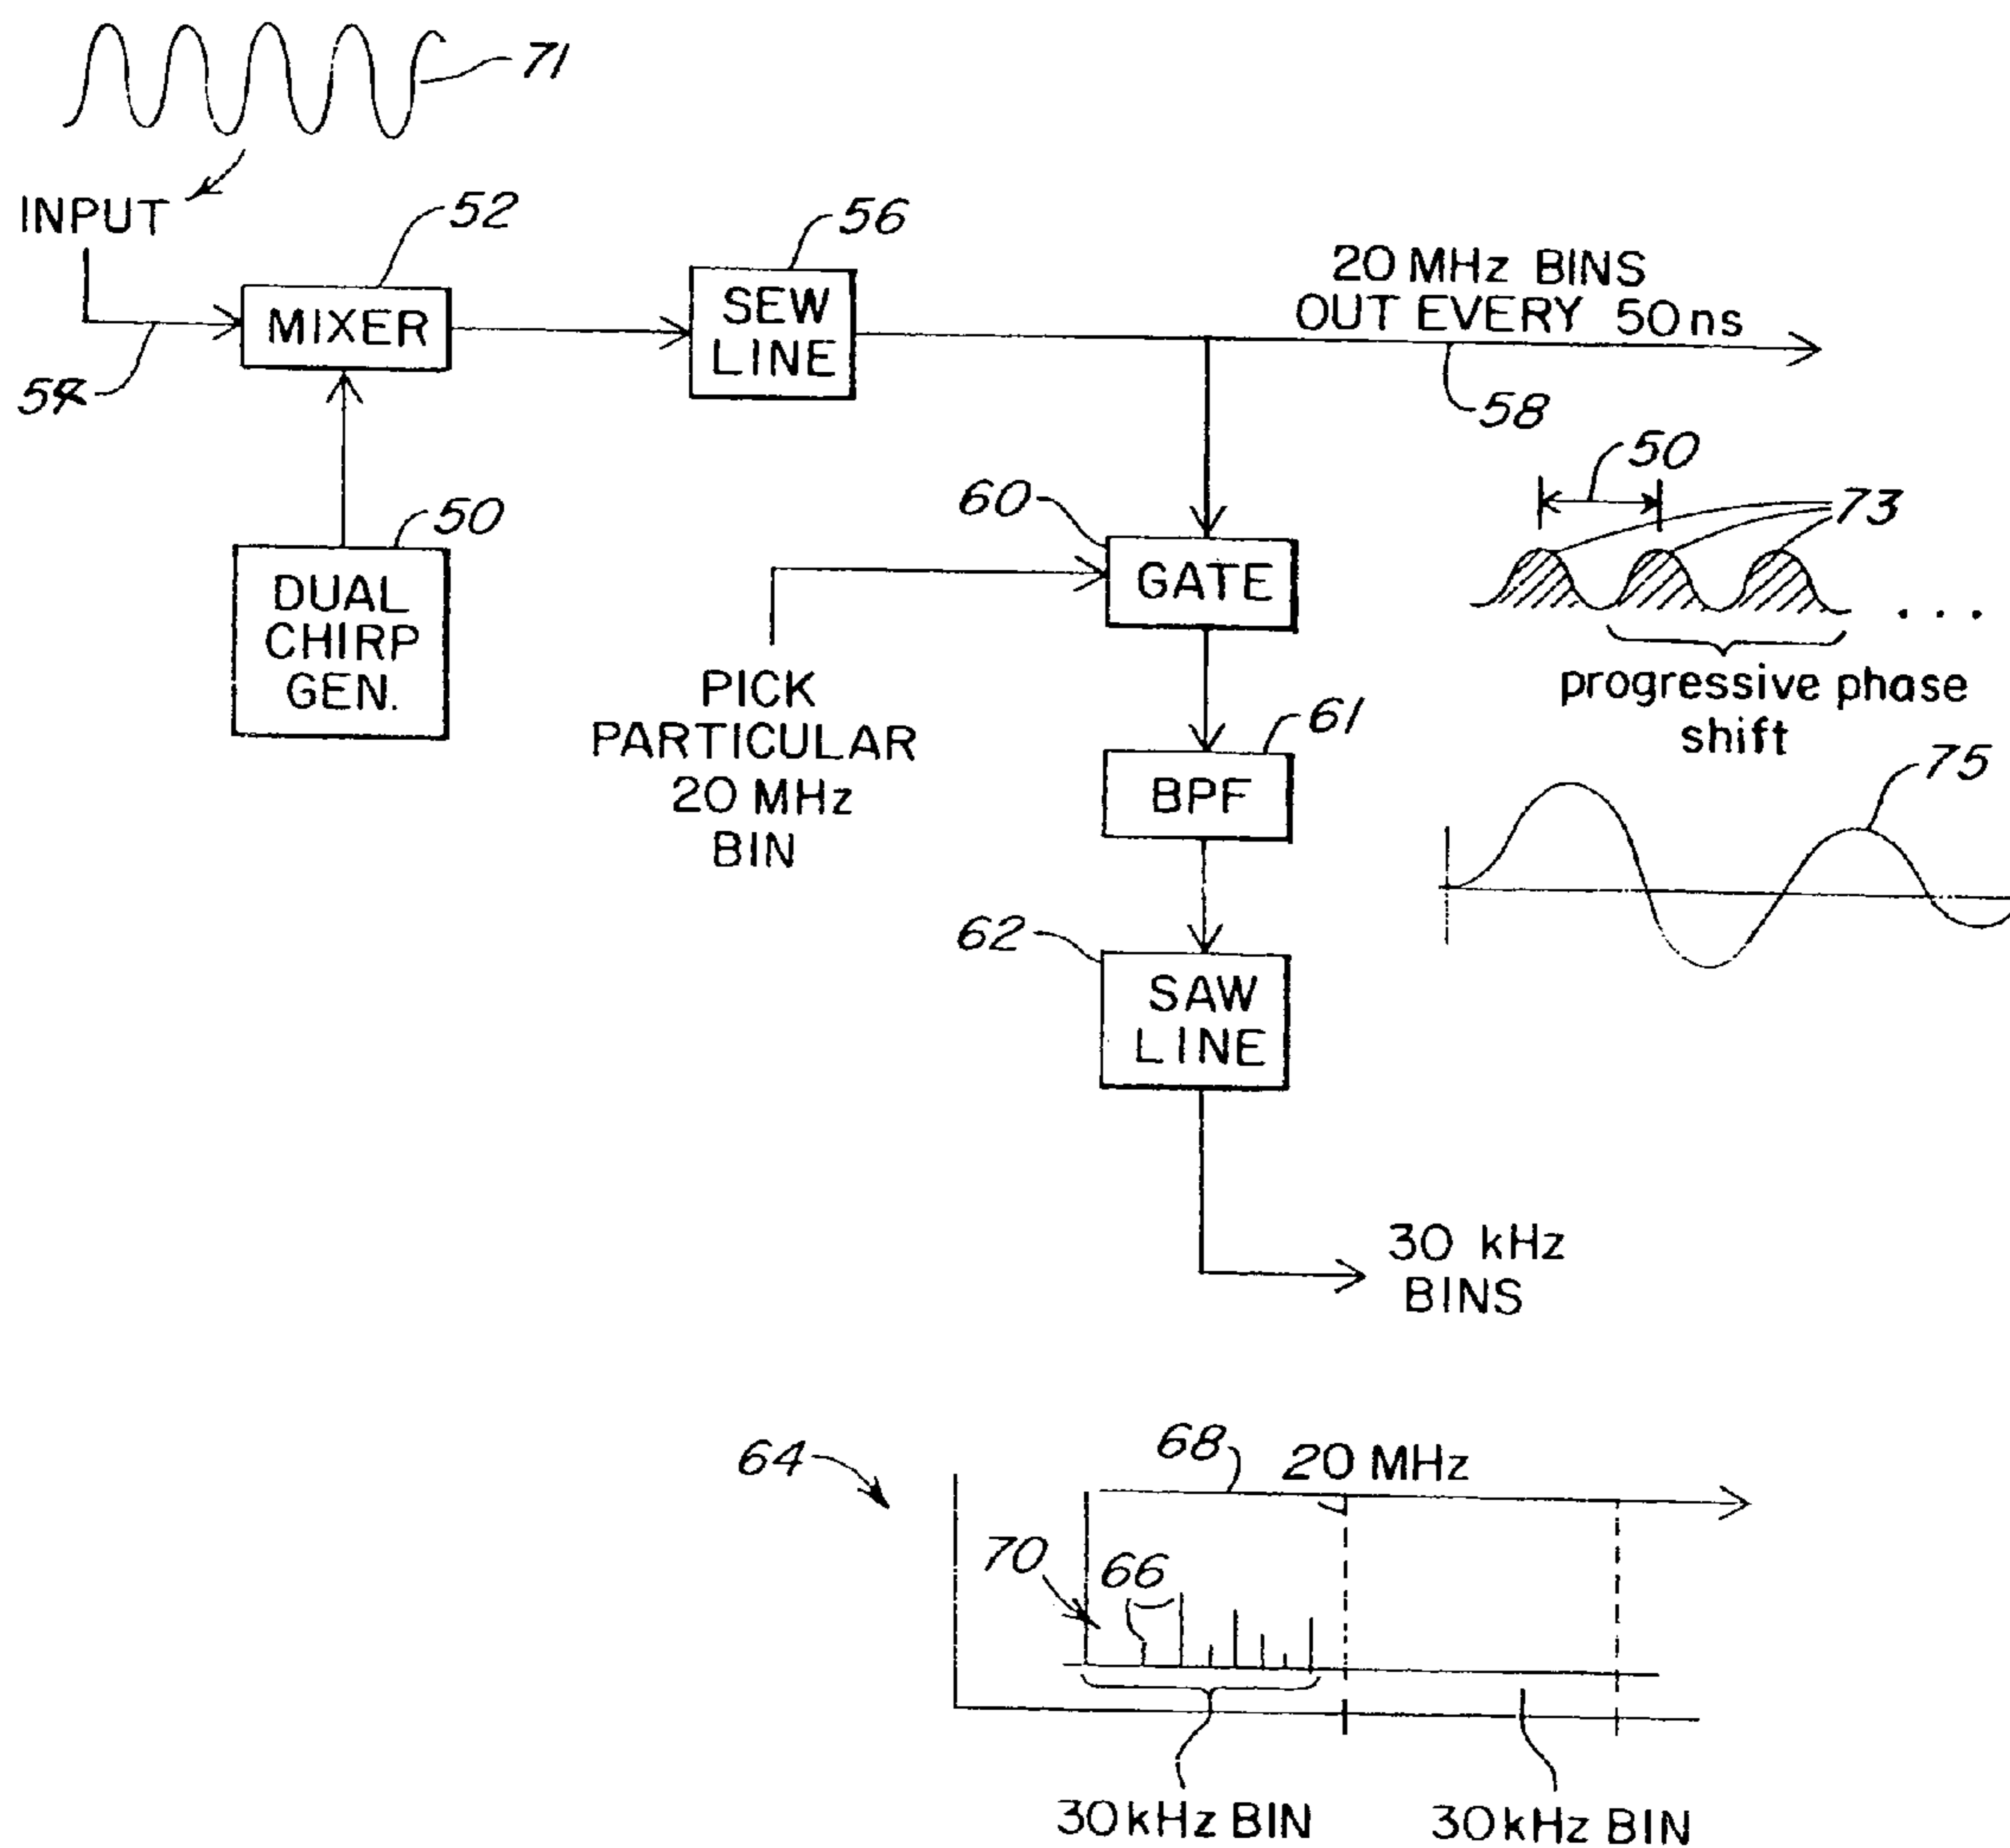 71
INPUT
52
56
MIXER
SEW
LINE
20 MHz BINS
OUT EVERY 50 ns
54
58
50
DUAL
CHIRP
GEN.
60
GATE
50
73
. . .
progressive phase
shift
PICK
PARTICULAR
20 MHz
BIN
61
BPF
75
62
SAW
LINE
30 kHz
BINS
64
68
20 MHz
70
66
30 kHz BIN
30 kHz BIN